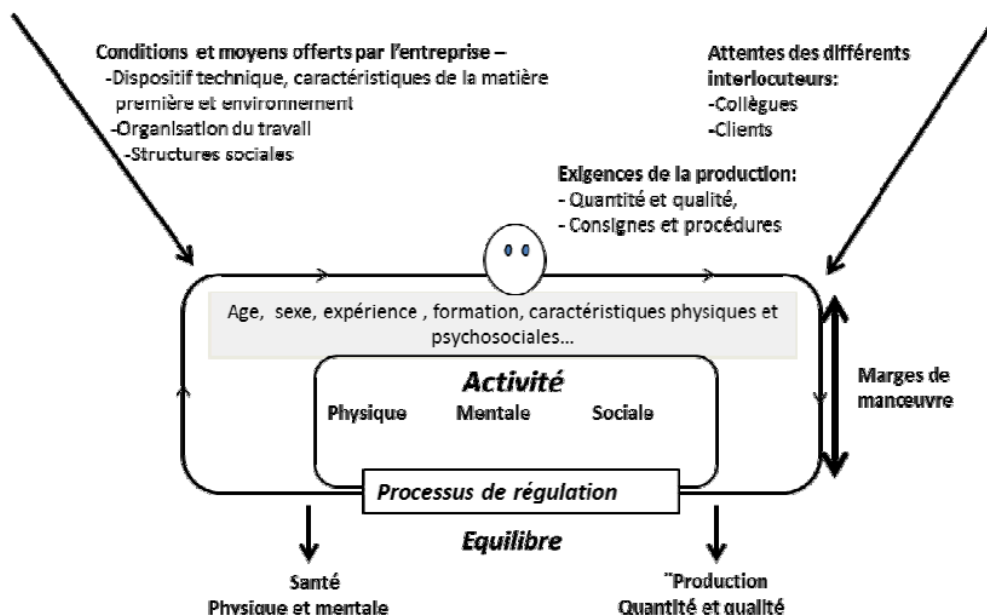 Conditions et moyens offerts par l'entreprise –
-Dispositif technique, caractéristiques de la matière
première et environnement
-Organisation du travail
-Structures sociales
Attentes des différents
interlocuteurs:
-Collègues
-Clients
Exigences de la production:
- Quantité et qualité,
- Consignes et procédures
Age, sexe, expérience , formation, caractéristiques physiques et
psychosociales...
Activité
Physique Mentale Sociale
Marges de
manœuvre
Processus de régulation
Equilibre
Santé
Physique et mentale
¨Production
Quantité et qualité